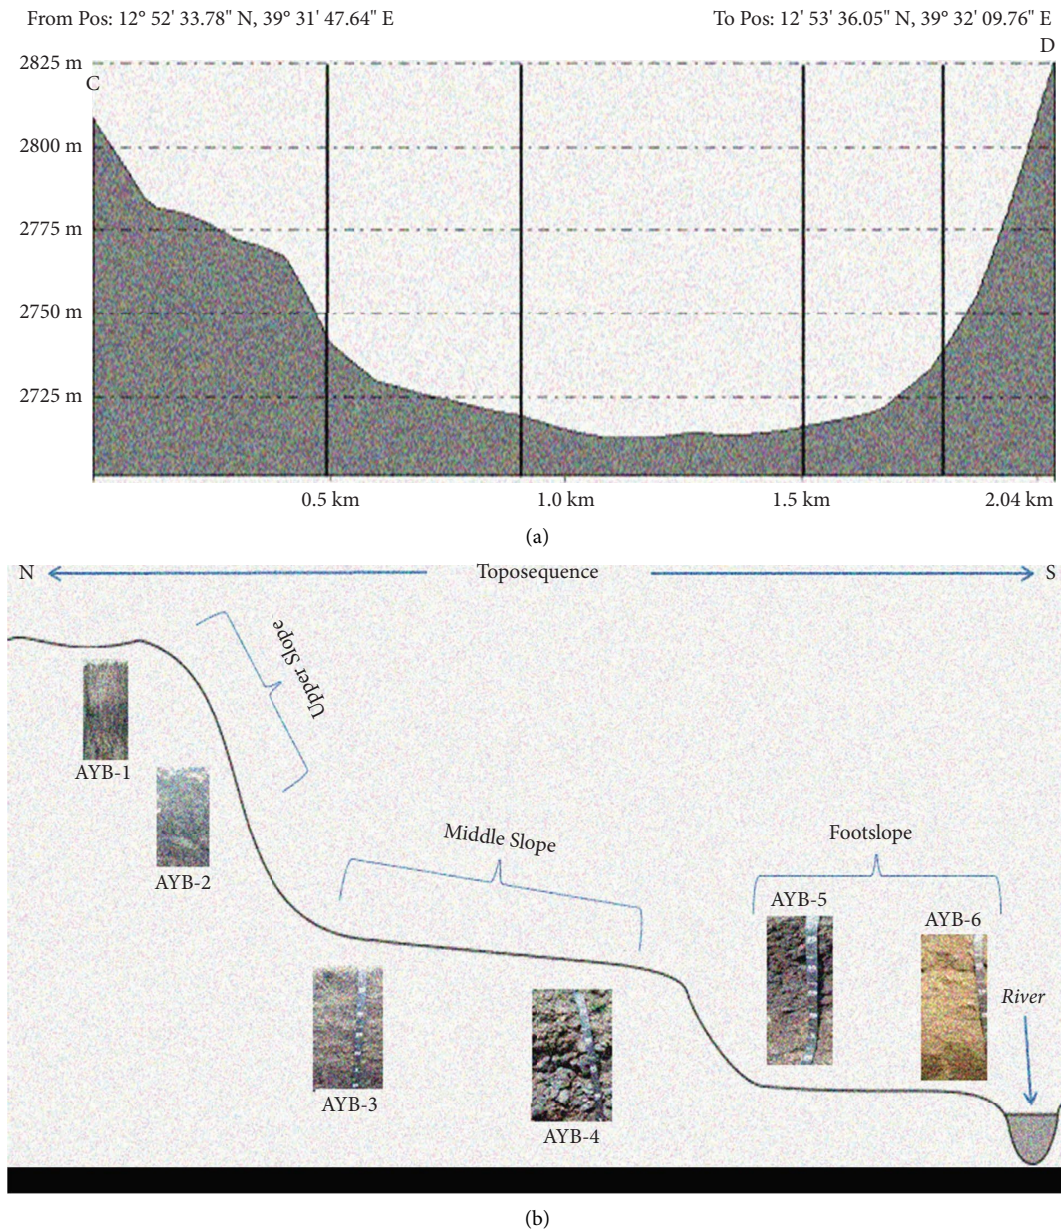 From Pos: 12° 52' 33.78" N, 39° 31' 47.64" E
To Pos: 12' 53' 36.05" N, 39° 32' 09.76" E
C
D
2825 m
2800 m
2775 m
2750 m
2725 m
0.5 km
1.0 km
1.5 km
2.04 km
(a)
N
Toposequence
S
Upper Slope
AYB-1
AYB-2
Middle Slope
Footslope
AYB-5
AYB-6
River
AYB-3
AYB-4
(b)